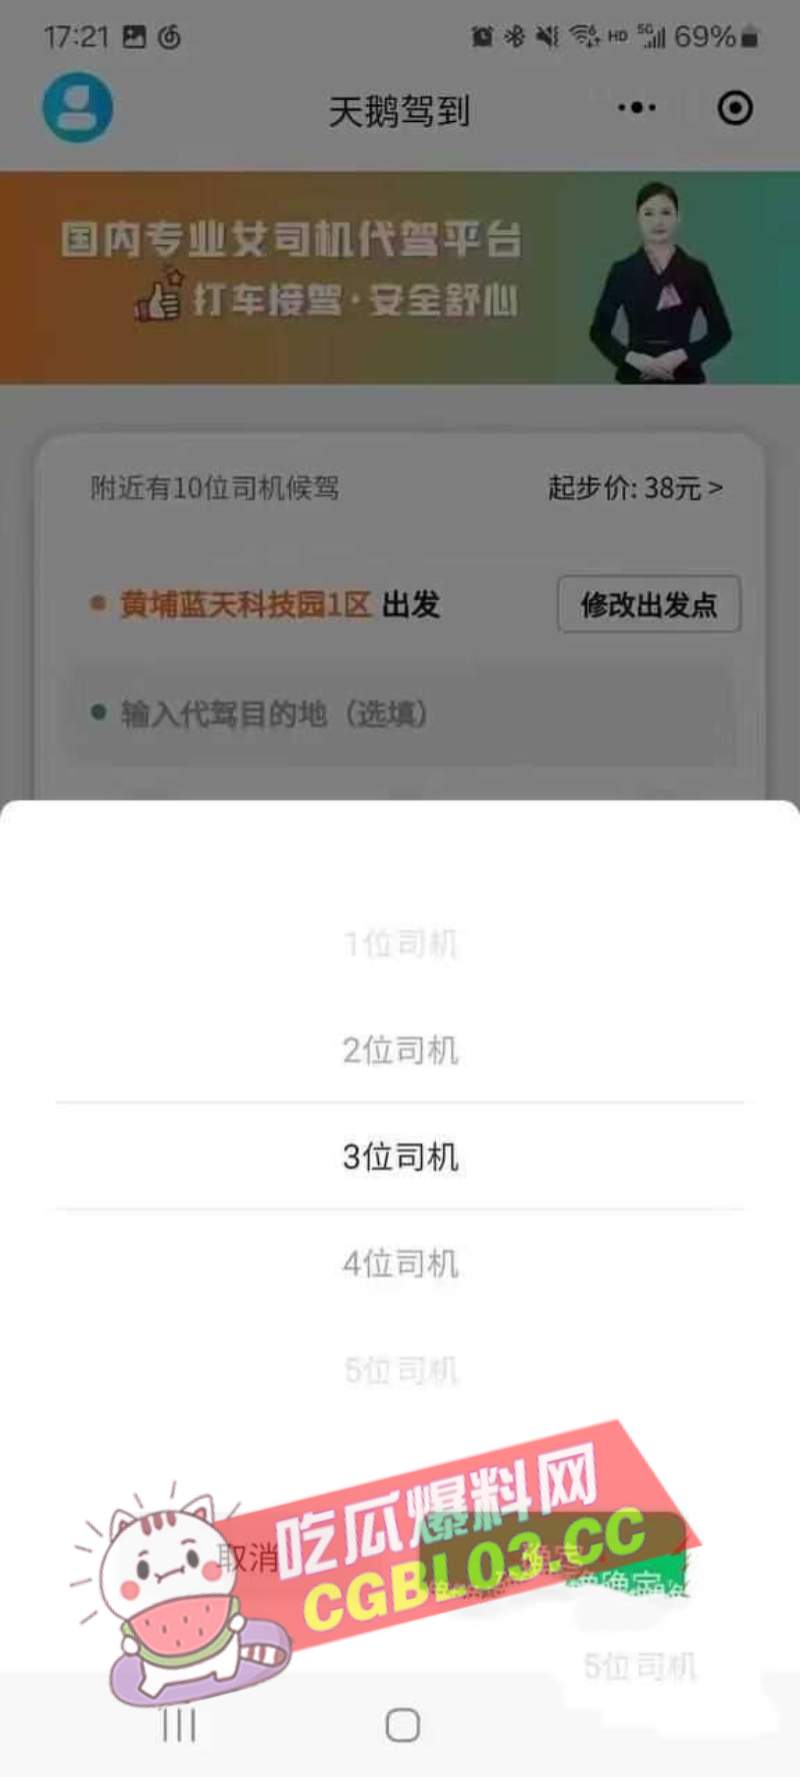 17:21
HD 5G 69%
天鹅驾到
国内专业女司机代驾平台
打车接驾·安全舒心
附近有10位司机候驾
起步价: 38元 >
黄埔蓝天科技园1区 出发
修改出发点
输入代驾目的地（选填）
1位司机
2位司机
3位司机
4位司机
5位司机
取消
吃瓜爆料网
CGBL03.CC
确定
5位司机